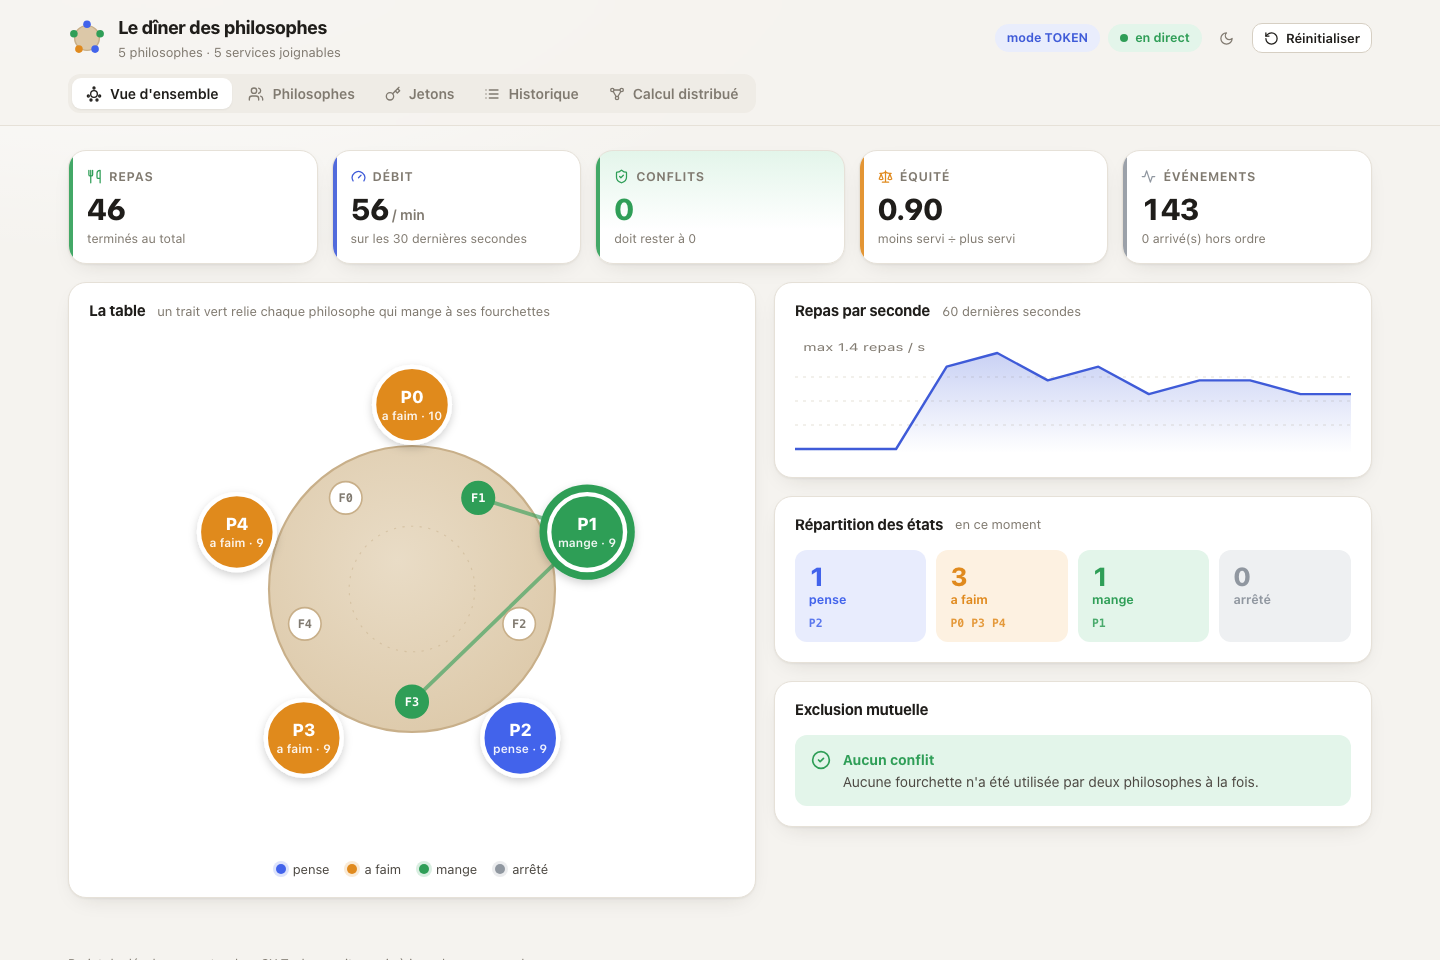 Le dîner des philosophes
5 philosophes · 5 services joignables
mode TOKEN
en direct
Réinitialiser
Vue d'ensemble
Philosophes
Jetons
Historique
Calcul distribué
REPAS
46
terminés au total
DÉBIT
56 / min
sur les 30 dernières secondes
CONFLITS
0
doit rester à 0
ÉQUITÉ
0.90
moins servi ÷ plus servi
ÉVÉNEMENTS
143
0 arrivé(s) hors ordre
La table un trait vert relie chaque philosophe qui mange à ses fourchettes
P0
a faim · 10
F0
F1
P4
a faim · 9
P1
mange · 9
F4
F2
F3
P3
a faim · 9
P2
pense · 9
pense
a faim
mange
arrêté
Repas par seconde 60 dernières secondes
max 1.4 repas / s
Répartition des états en ce moment
1
pense
P2
3
a faim
P0 P3 P4
1
mange
P1
0
arrêté
Exclusion mutuelle
Aucun conflit
Aucune fourchette n'a été utilisée par deux philosophes à la fois.